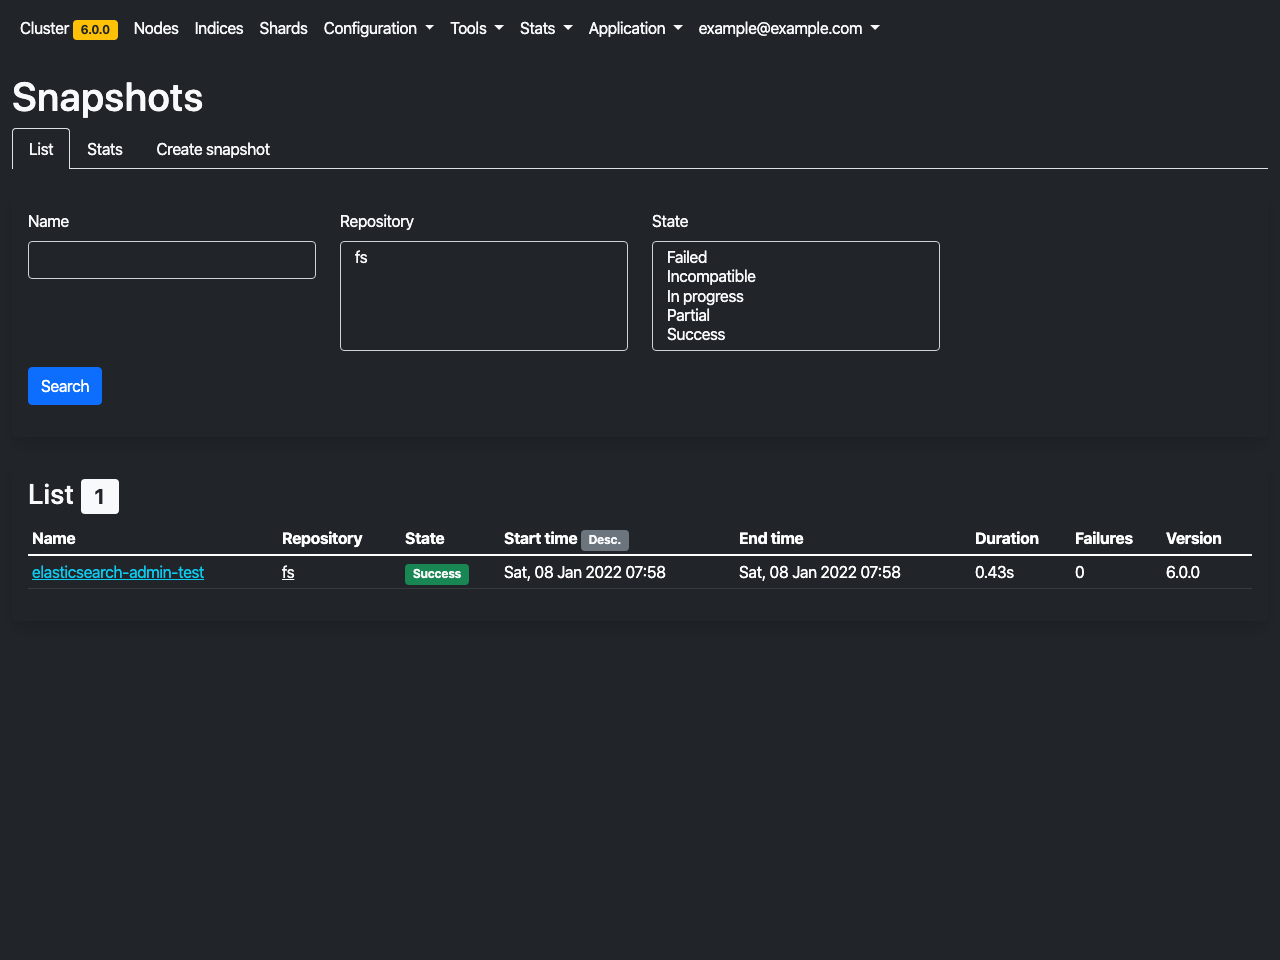 Cluster 6.0.0 Nodes Indices Shards Configuration Tools Stats Application example@example.com
Snapshots
List Stats Create snapshot
Name Repository State
fs
Failed
Incompatible
In progress
Partial
Success
Search
List 1
Name Repository State Start time Desc. End time Duration Failures Version
elasticsearch-admin-test fs Success Sat, 08 Jan 2022 07:58 Sat, 08 Jan 2022 07:58 0.43s 0 6.0.0